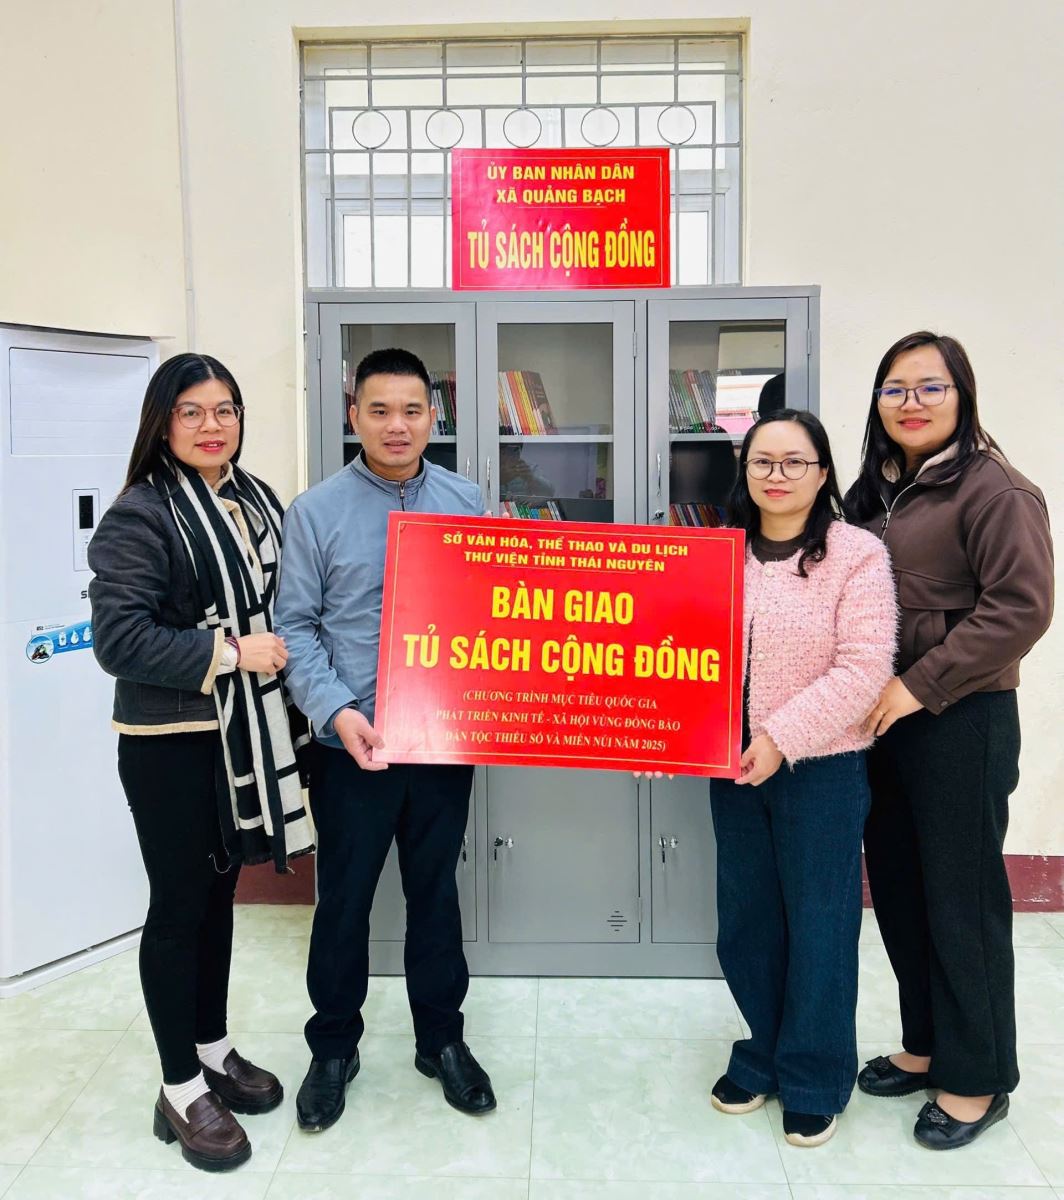 ỦY BAN NHÂN DÂN
XÃ QUẢNG BẠCH
TỦ SÁCH CỘNG ĐỒNG
SỞ VĂN HÓA, THỂ THAO VÀ DU LỊCH
THƯ VIỆN TỈNH THÁI NGUYÊN
BÀN GIAO
TỦ SÁCH CỘNG ĐỒNG
(CHƯƠNG TRÌNH MỤC TIÊU QUỐC GIA
PHÁT TRIỂN KINH TẾ - XÃ HỘI VÙNG ĐỒNG BÀO
DÂN TỘC THIỂU SỐ VÀ MIỀN NÚI NĂM 2025)